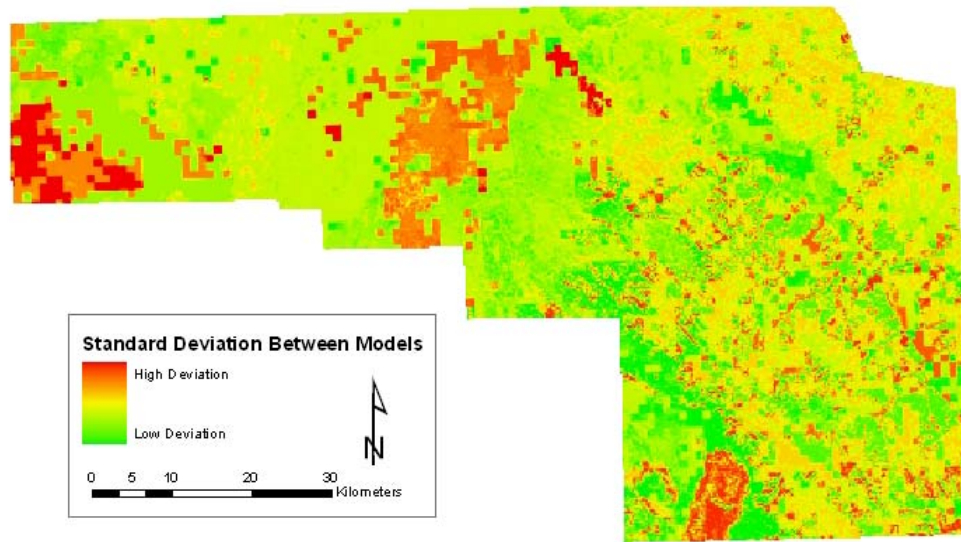 Standard Deviation Between Models
High Deviation
Low Deviation
N
0 5 10 20 30
Kilometers